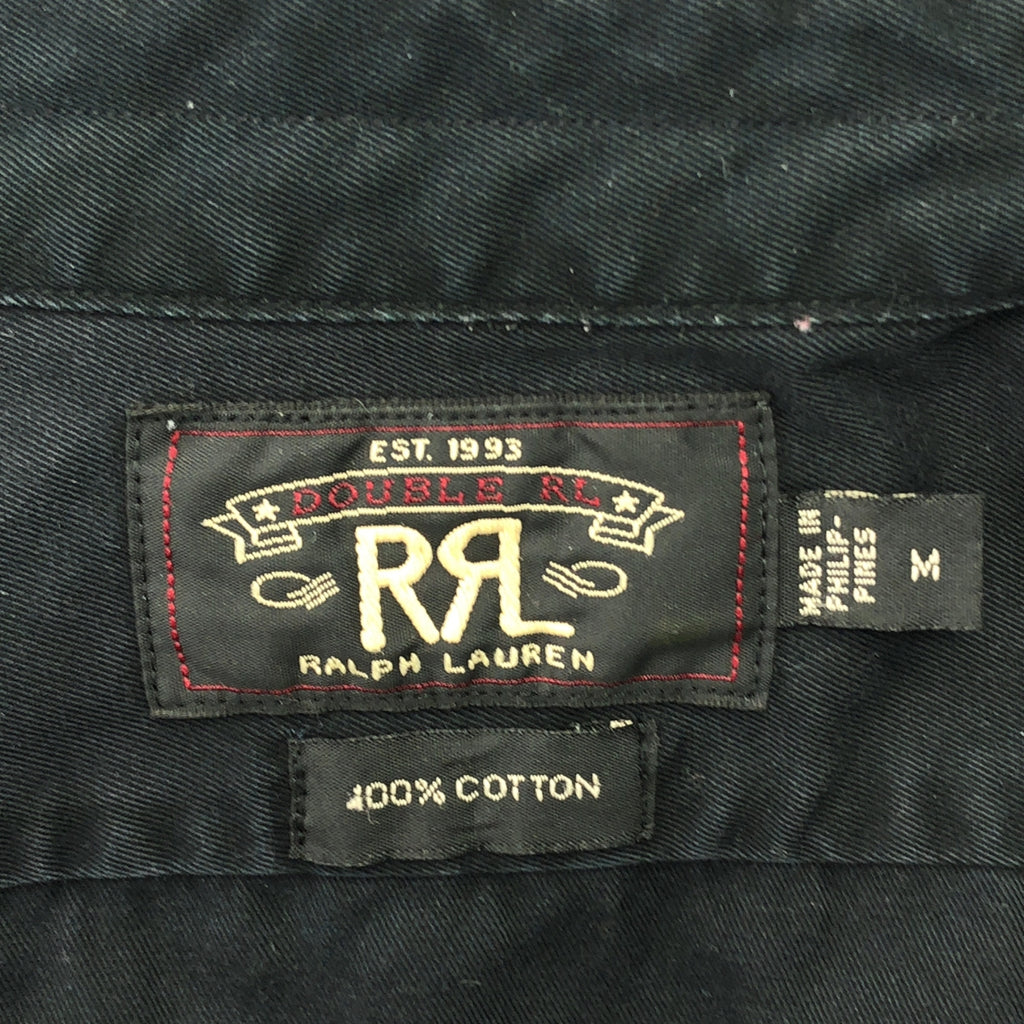 EST. 1993
DOUBLE RL
RRL
RALPH LAUREN
MADE IN
PHILIP-
PINES
M
100% COTTON